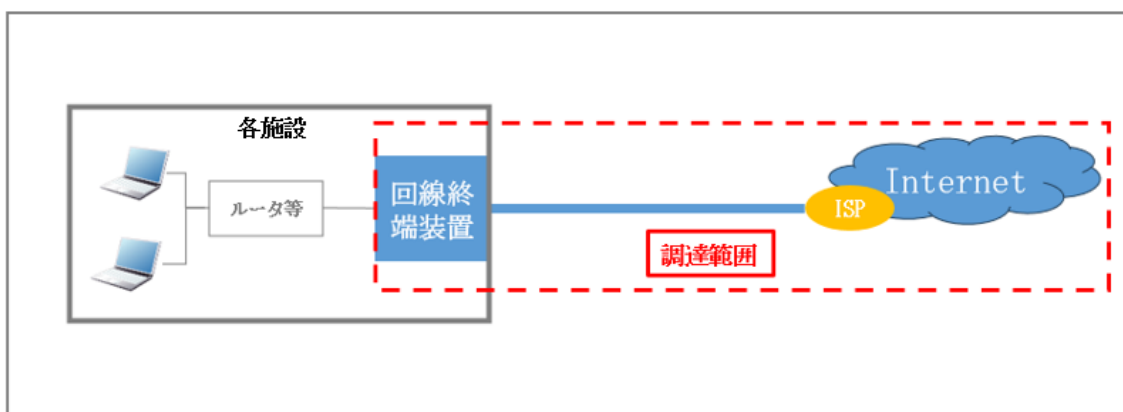 各施設
ルータ等
回線終
端装置
ISP
Internet
調達範囲